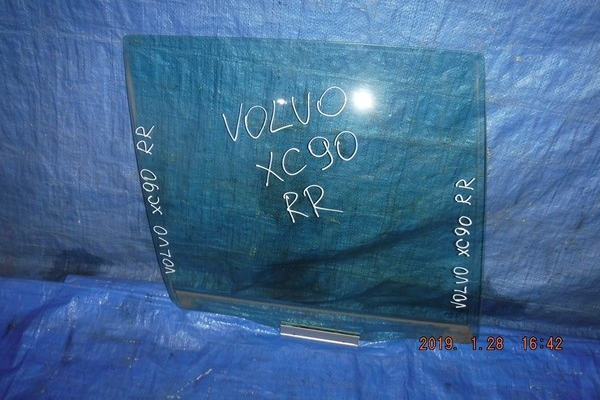 VOLVO
XC90
RR
VOLVO XC90 RR
VOLVO XC90 RR
2019. 1.28 16:42